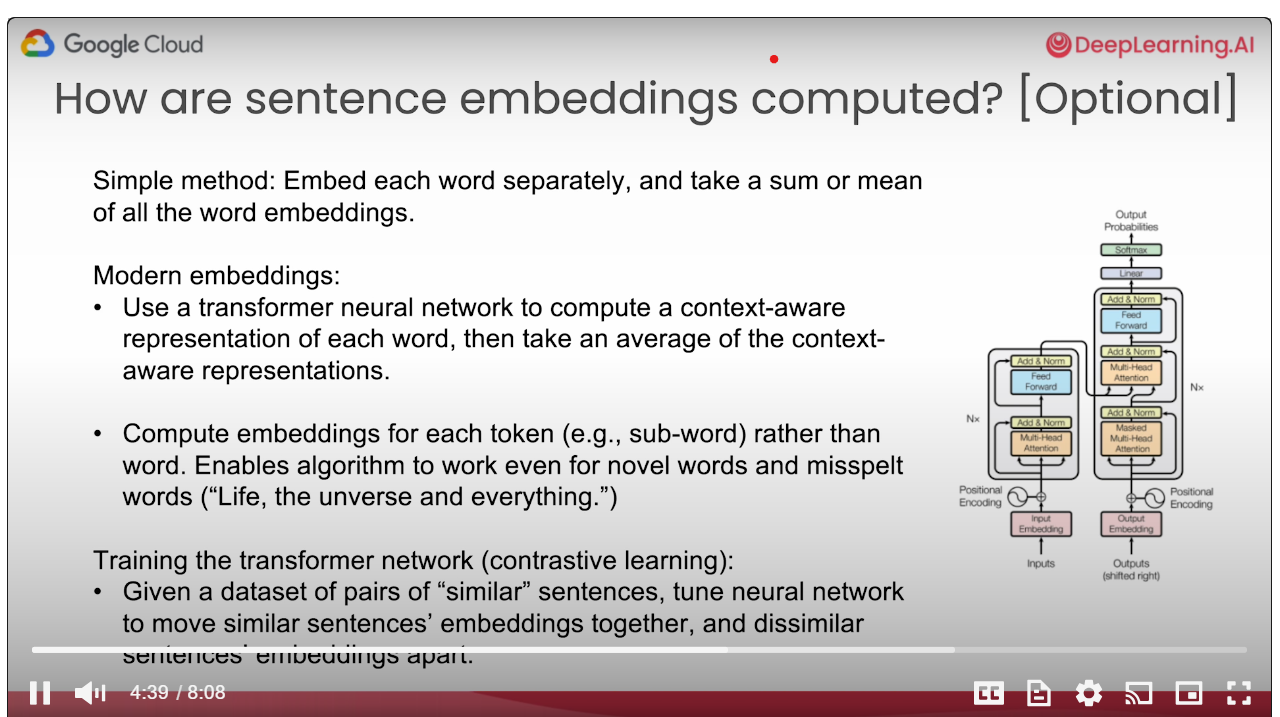 Google Cloud
DeepLearning.AI
How are sentence embeddings computed? [Optional]
Simple method: Embed each word separately, and take a sum or mean
of all the word embeddings.
Modern embeddings:
• Use a transformer neural network to compute a context-aware
representation of each word, then take an average of the context-
aware representations.
• Compute embeddings for each token (e.g., sub-word) rather than
word. Enables algorithm to work even for novel words and misspelt
words (“Life, the unverse and everything.”)
Training the transformer network (contrastive learning):
• Given a dataset of pairs of “similar” sentences, tune neural network
to move similar sentences’ embeddings together, and dissimilar
sentences’ embeddings apart.
Output
Probabilities
Softmax
Linear
Add & Norm
Feed
Forward
Add & Norm
Multi-Head
Attention
Add & Norm
Masked
Multi-Head
Attention
Nx
Positional
Encoding
Output
Embedding
Outputs
(shifted right)
Add & Norm
Feed
Forward
Add & Norm
Multi-Head
Attention
Nx
Positional
Encoding
Input
Embedding
Inputs
4:39 / 8:08
CC